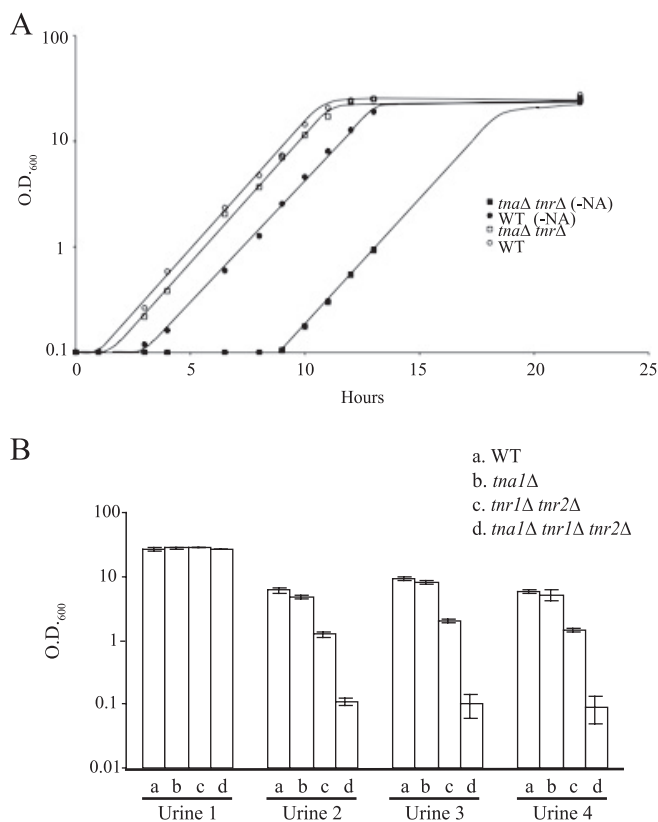 A
100
10
1
0.1
O.D.600
0
5
10
15
20
25
Hours
tnaΔ tnrΔ (-NA)
WT (-NA)
tnaΔ tnrΔ
WT
B
a. WT
b. tna1Δ
c. tnr1Δ tnr2Δ
d. tna1Δ tnr1Δ tnr2Δ
100
10
1
0.1
0.01
O.D.600
a b c d a b c d a b c d a b c d
Urine 1 Urine 2 Urine 3 Urine 4